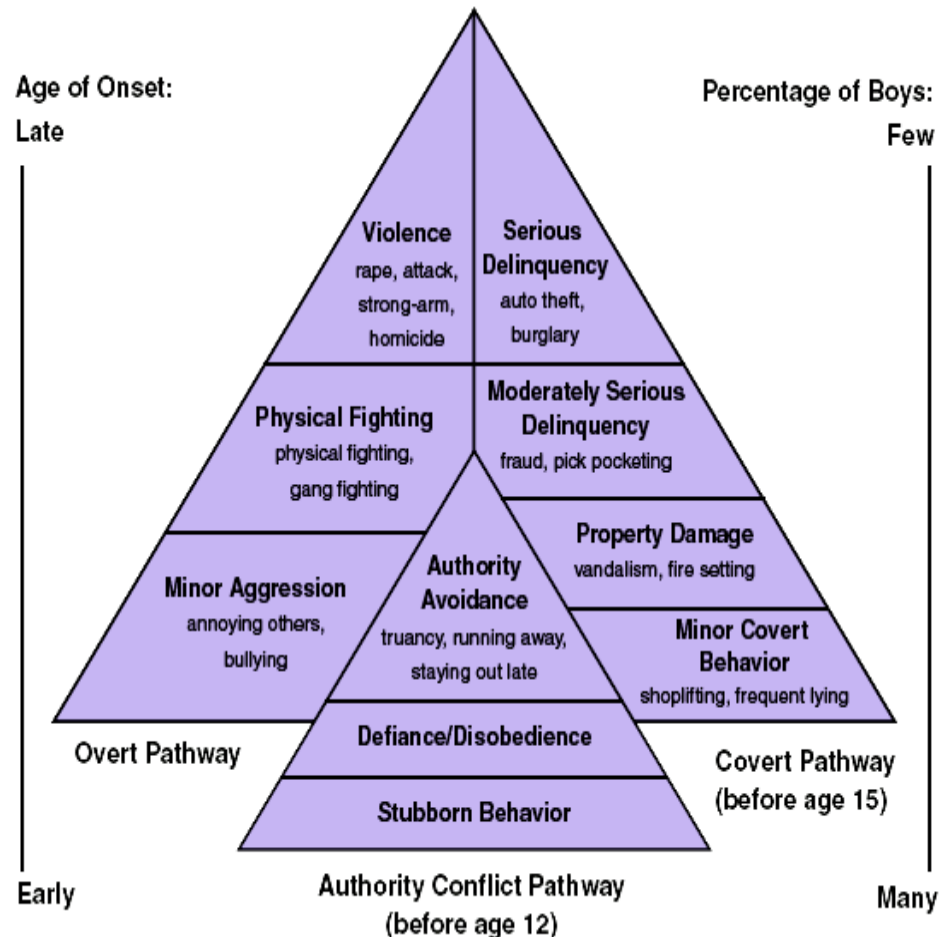 Age of Onset:
Late
Percentage of Boys:
Few
Violence
rape, attack,
strong-arm,
homicide
Serious
Delinquency
auto theft,
burglary
Physical Fighting
physical fighting,
gang fighting
Moderately Serious
Delinquency
fraud, pick pocketing
Minor Aggression
annoying others,
bullying
Authority
Avoidance
truancy, running away,
staying out late
Property Damage
vandalism, fire setting
Minor Covert
Behavior
shoplifting, frequent lying
Defiance/Disobedience
Stubborn Behavior
Overt Pathway
Covert Pathway
(before age 15)
Early
Authority Conflict Pathway
(before age 12)
Many